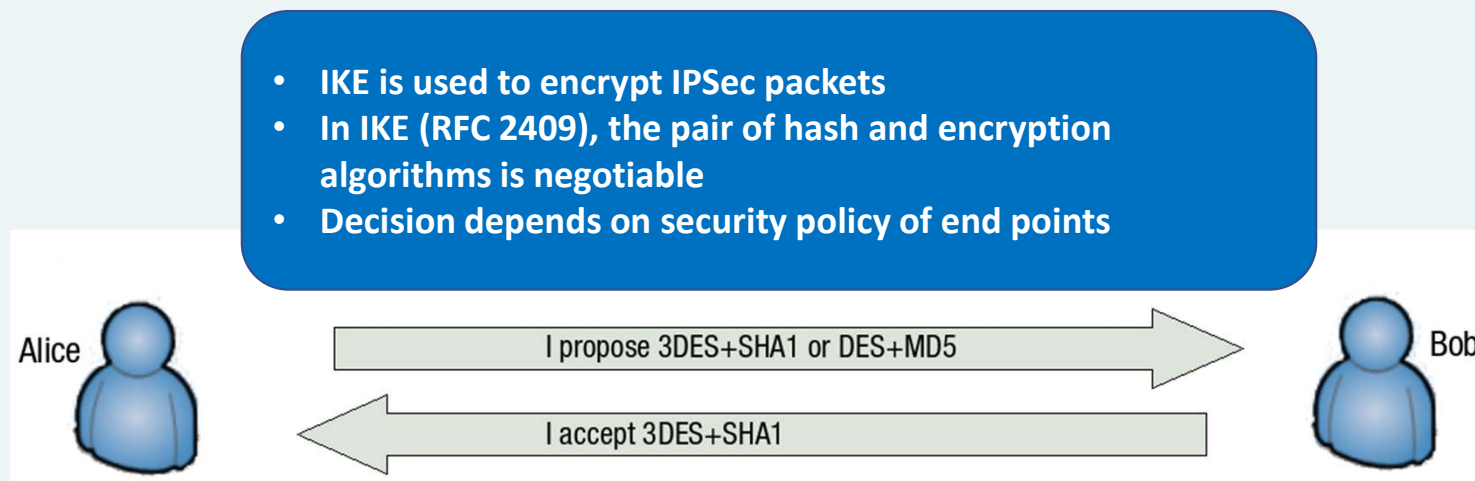 • IKE is used to encrypt IPSec packets
• In IKE (RFC 2409), the pair of hash and encryption
algorithms is negotiable
• Decision depends on security policy of end points
Alice
I propose 3DES+SHA1 or DES+MD5
Bob
I accept 3DES+SHA1